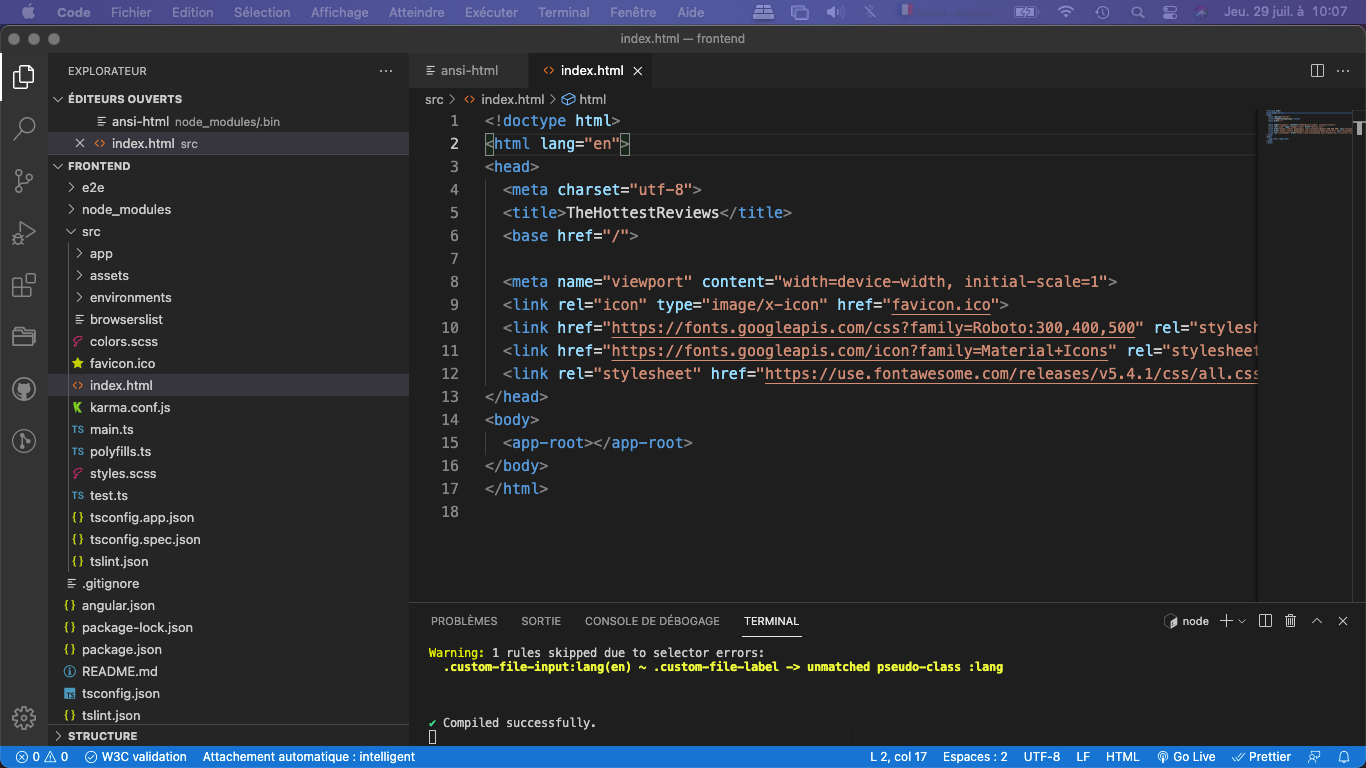 Code Fichier Edition Sélection Affichage Atteindre Exécuter Terminal Fenêtre Aide Jeu. 29 juil. à 10:07
index.html — frontend
EXPLORATEUR
ÉDITEURS OUVERTS
ansi-html node_modules/.bin
index.html src
FRONTEND
e2e
node_modules
src
app
assets
environments
browserslist
colors.scss
favicon.ico
index.html
karma.conf.js
main.ts
polyfills.ts
styles.scss
test.ts
tsconfig.app.json
tsconfig.spec.json
tslint.json
.gitignore
angular.json
package-lock.json
package.json
README.md
tsconfig.json
tslint.json
STRUCTURE
ansi-html index.html
src > index.html > html
1 <!doctype html>
2 <html lang="en">
3 <head>
4 <meta charset="utf-8">
5 <title>TheHottestReviews</title>
6 <base href="/">
7
8 <meta name="viewport" content="width=device-width, initial-scale=1">
9 <link rel="icon" type="image/x-icon" href="favicon.ico">
10 <link href="https://fonts.googleapis.com/css?family=Roboto:300,400,500" rel="stylesh
11 <link href="https://fonts.googleapis.com/icon?family=Material+Icons" rel="stylesheet
12 <link rel="stylesheet" href="https://use.fontawesome.com/releases/v5.4.1/css/all.css
13 </head>
14 <body>
15 <app-root></app-root>
16 </body>
17 </html>
18
PROBLÈMES SORTIE CONSOLE DE DÉBOGAGE TERMINAL node
Warning: 1 rules skipped due to selector errors:
.custom-file-input:lang(en) ~ .custom-file-label -> unmatched pseudo-class :lang
✔ Compiled successfully.
0 0 W3C validation Attachement automatique : intelligent L 2, col 17 Espaces : 2 UTF-8 LF HTML Go Live Prettier